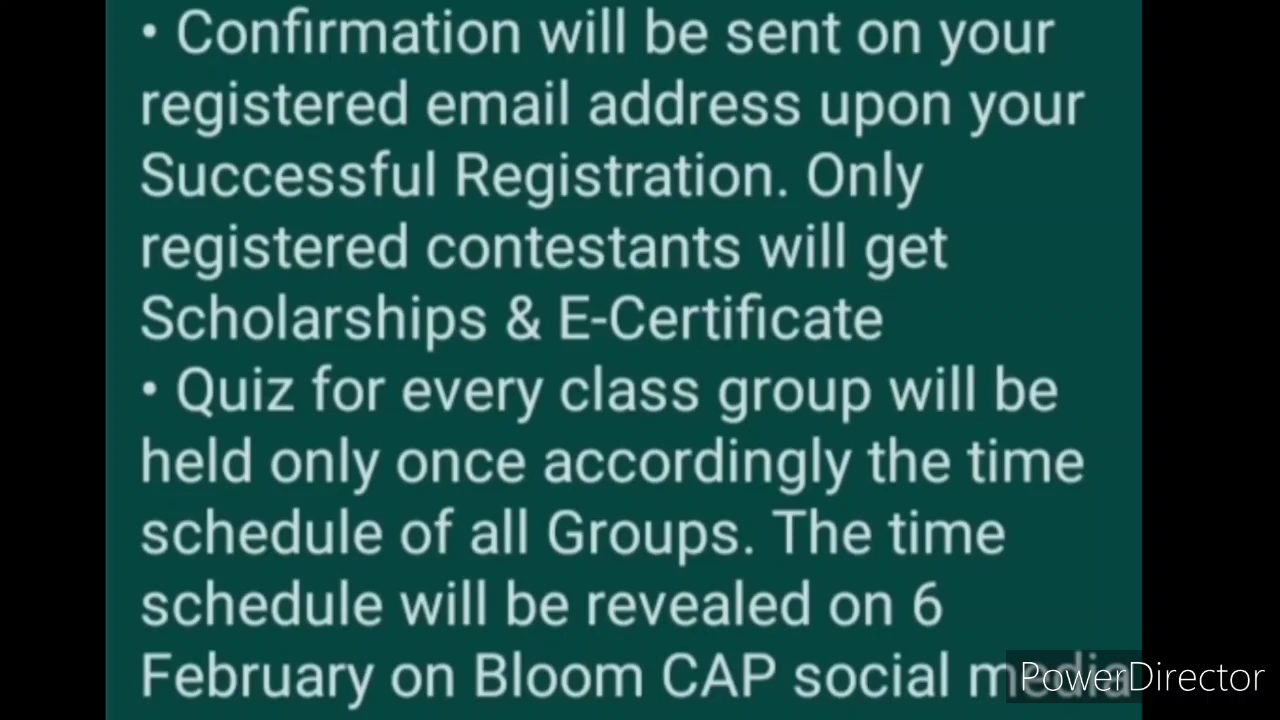 • Confirmation will be sent on your
registered email address upon your
Successful Registration. Only
registered contestants will get
Scholarships & E-Certificate
• Quiz for every class group will be
held only once accordingly the time
schedule of all Groups. The time
schedule will be revealed on 6
February on Bloom CAP social media
PowerDirector